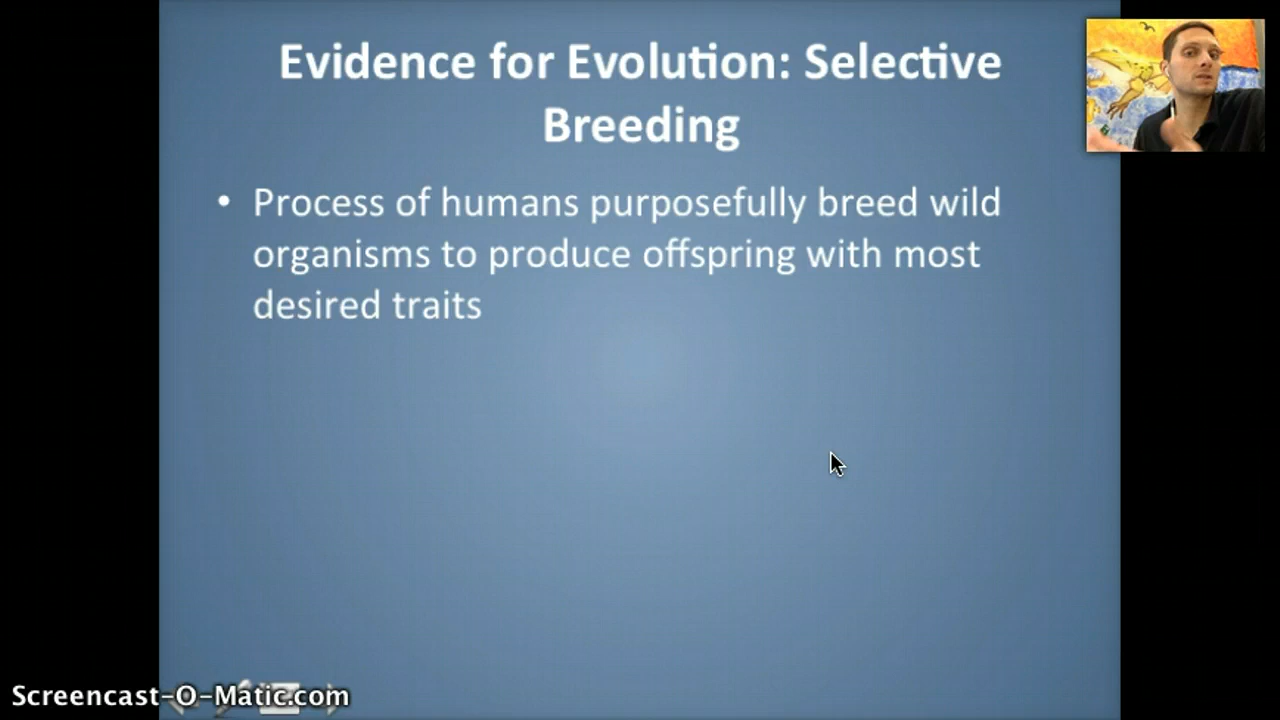 Evidence for Evolution: Selective
Breeding
• Process of humans purposefully breed wild
organisms to produce offspring with most
desired traits
Screencast-O-Matic.com